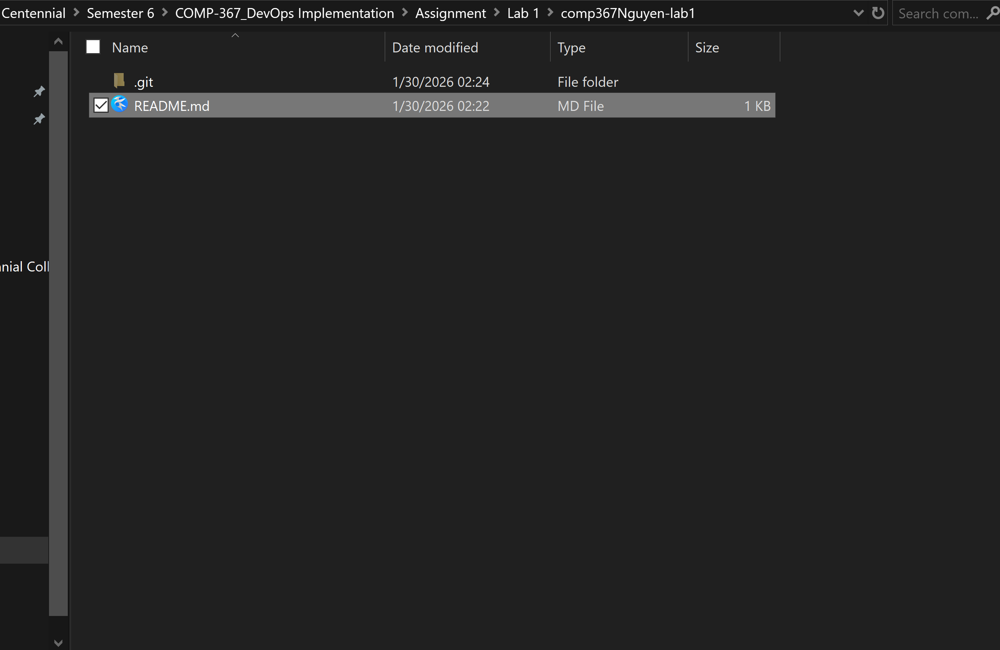 Centennial > Semester 6 > COMP-367_DevOps Implementation > Assignment > Lab 1 > comp367Nguyen-lab1 Search com...
Name Date modified Type Size
.git 1/30/2026 02:24 File folder
README.md 1/30/2026 02:22 MD File 1 KB
nial Coll